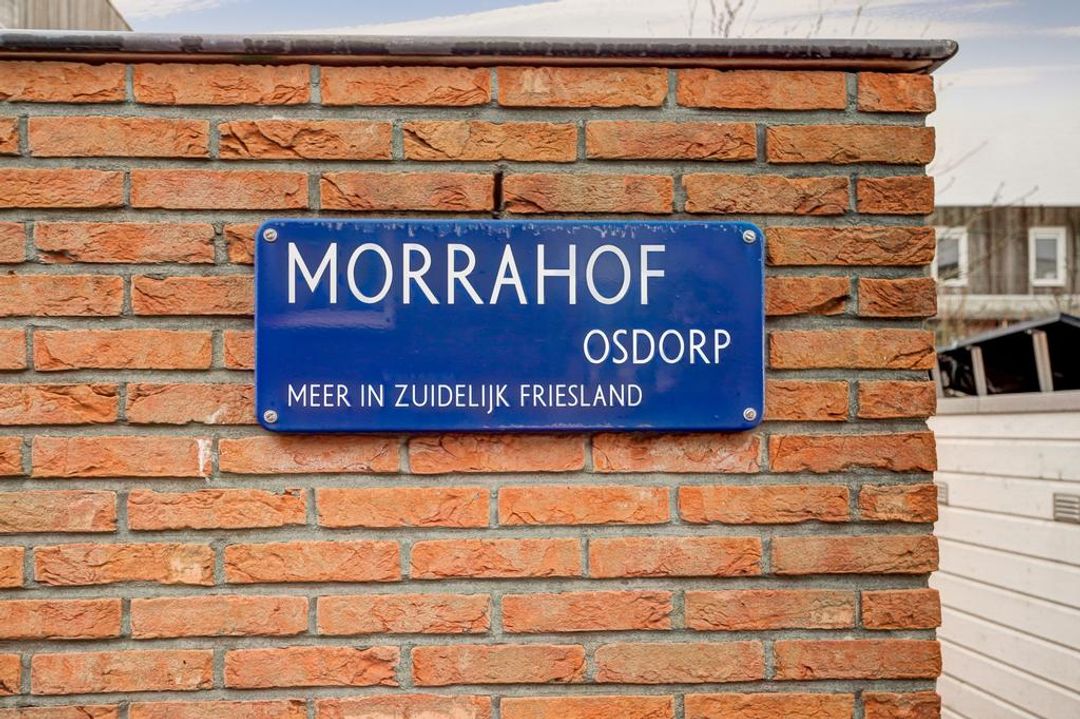 MORRAHOF
OSDORP
MEER IN ZUIDELIJK FRIESLAND